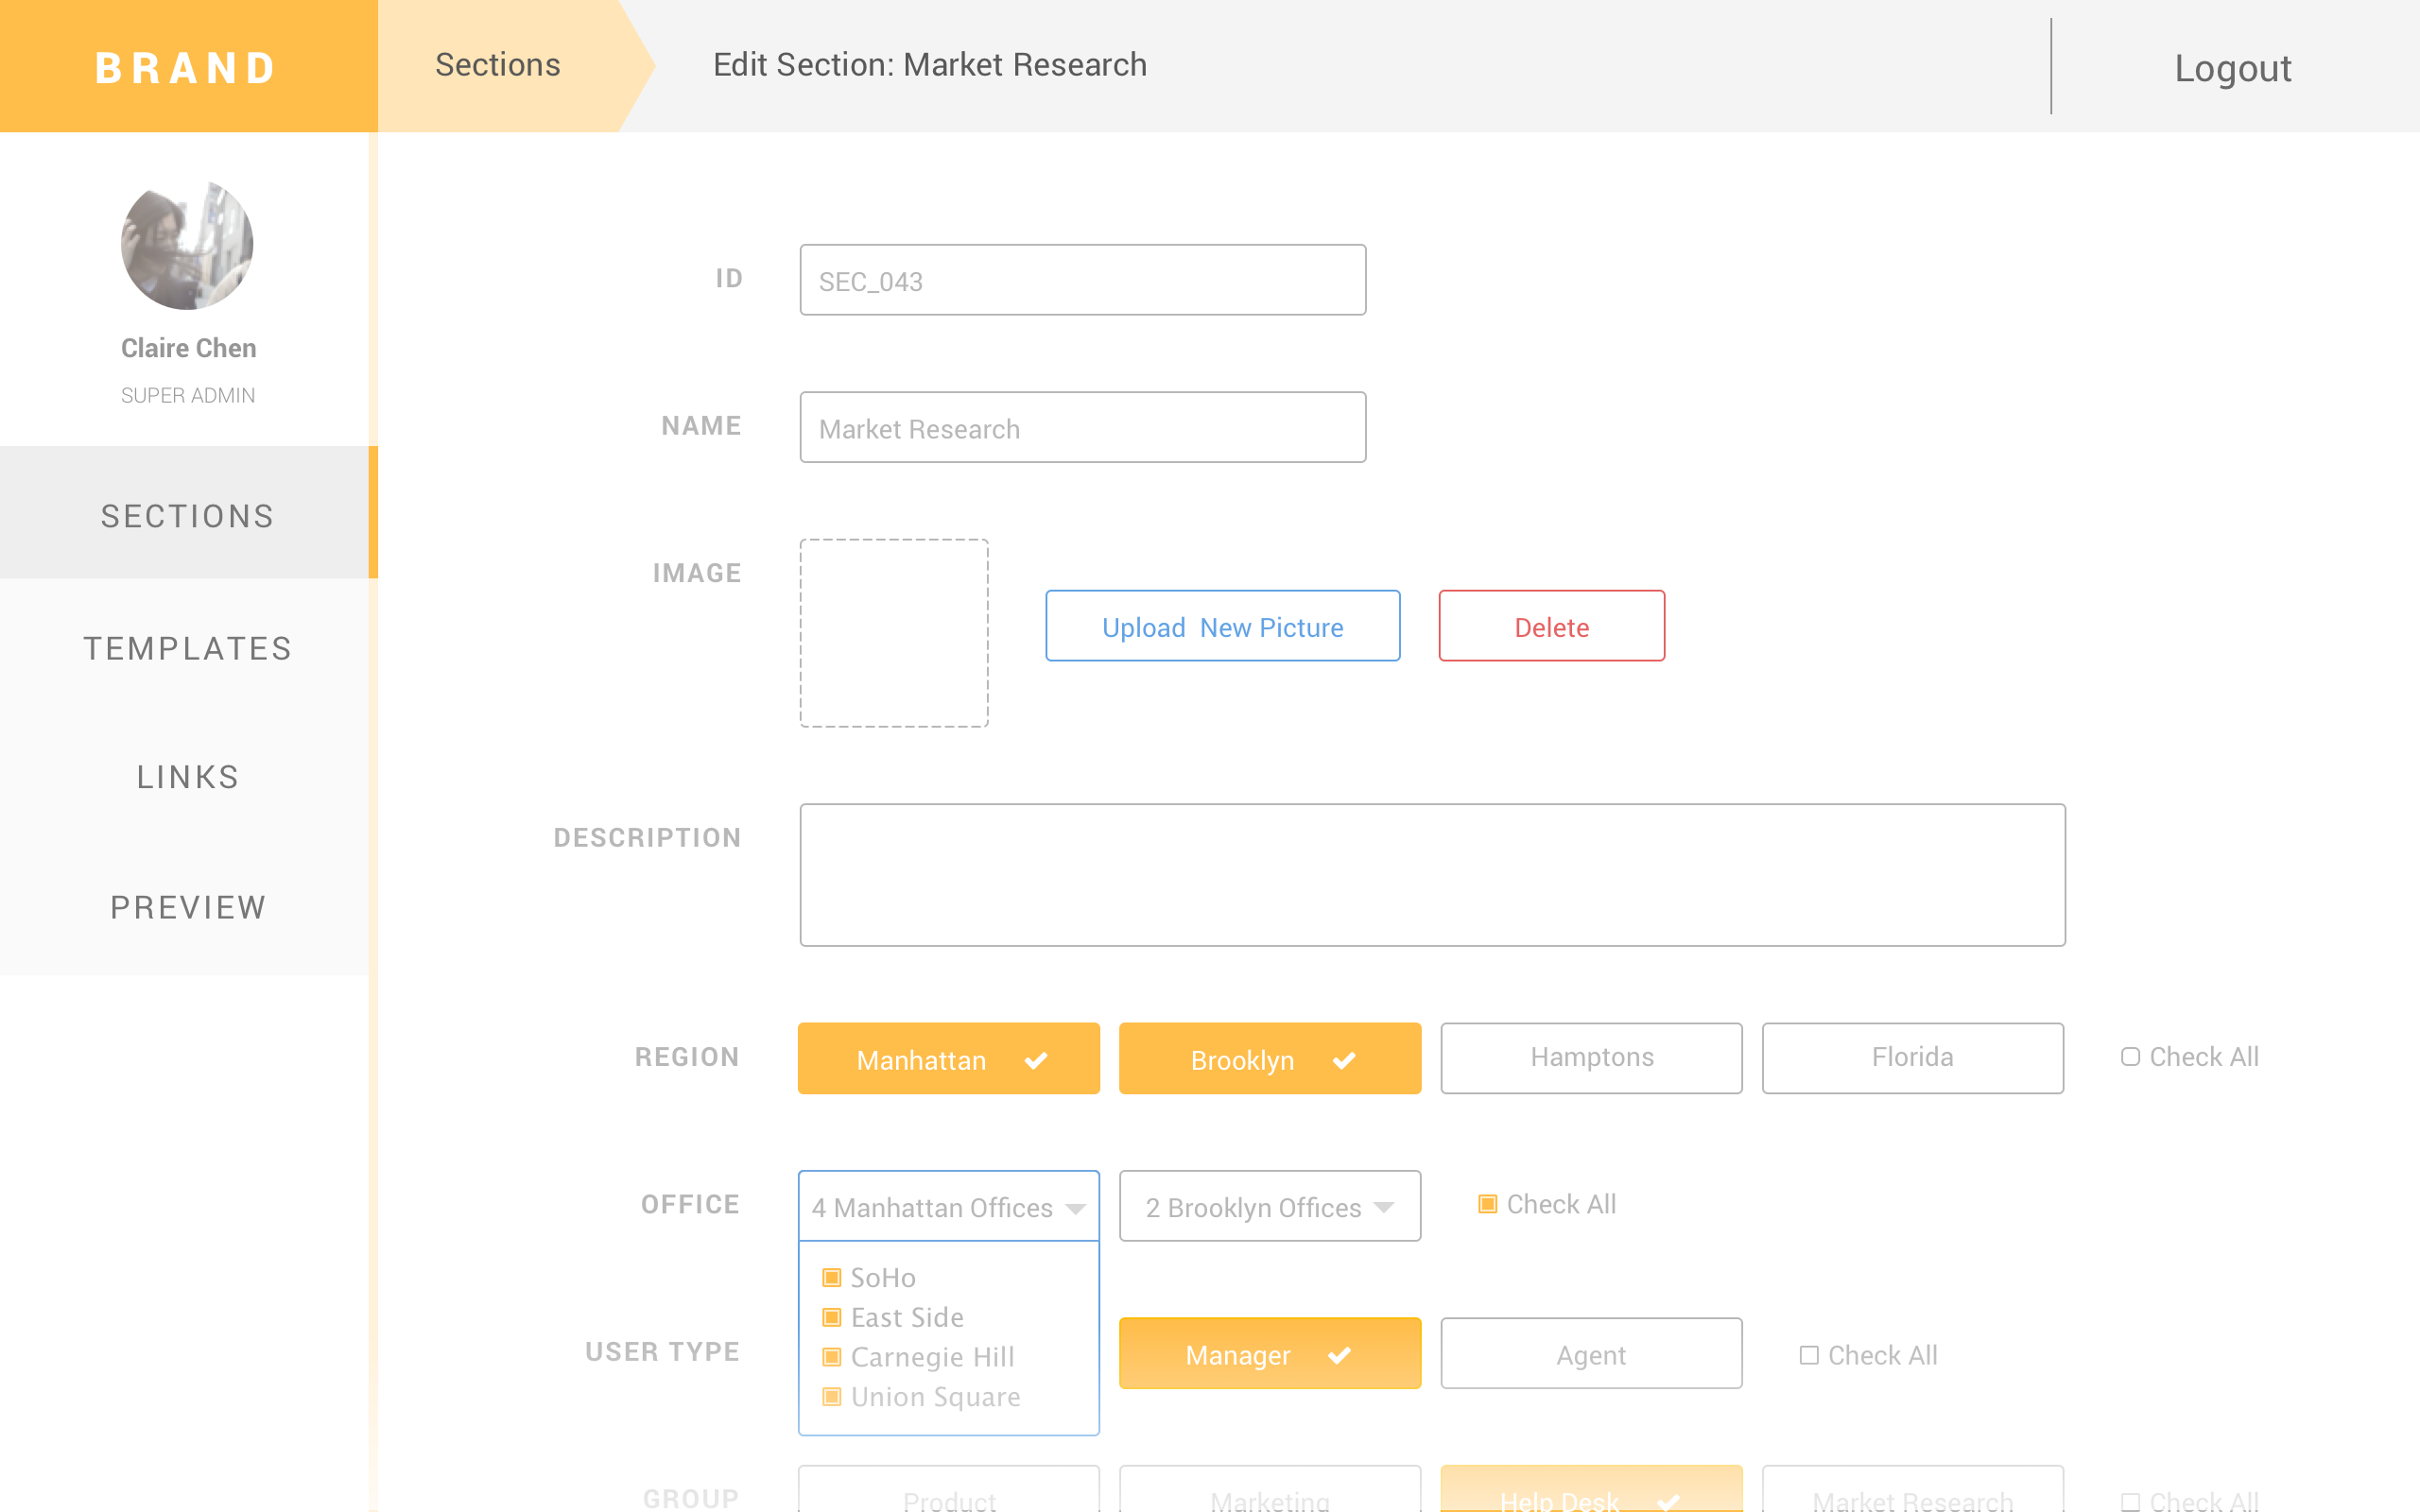 BRAND
Sections
Edit Section: Market Research
Logout
Claire Chen
SUPER ADMIN
SECTIONS
TEMPLATES
LINKS
PREVIEW
ID
SEC_043
NAME
Market Research
IMAGE
Upload New Picture
Delete
DESCRIPTION
REGION
Manhattan
Brooklyn
Hamptons
Florida
Check All
OFFICE
4 Manhattan Offices
2 Brooklyn Offices
Check All
SoHo
East Side
Carnegie Hill
Union Square
USER TYPE
Manager
Agent
Check All
GROUP
Product
Marketing
Help Desk
Market Research
Check All